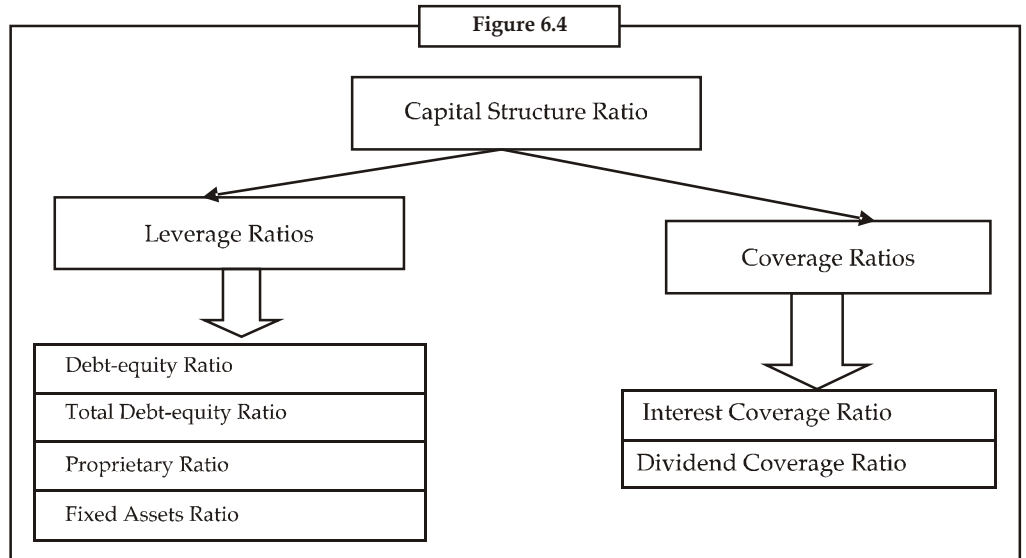 Figure 6.4
Capital Structure Ratio
Leverage Ratios
Coverage Ratios
Debt-equity Ratio
Total Debt-equity Ratio
Proprietary Ratio
Fixed Assets Ratio
Interest Coverage Ratio
Dividend Coverage Ratio